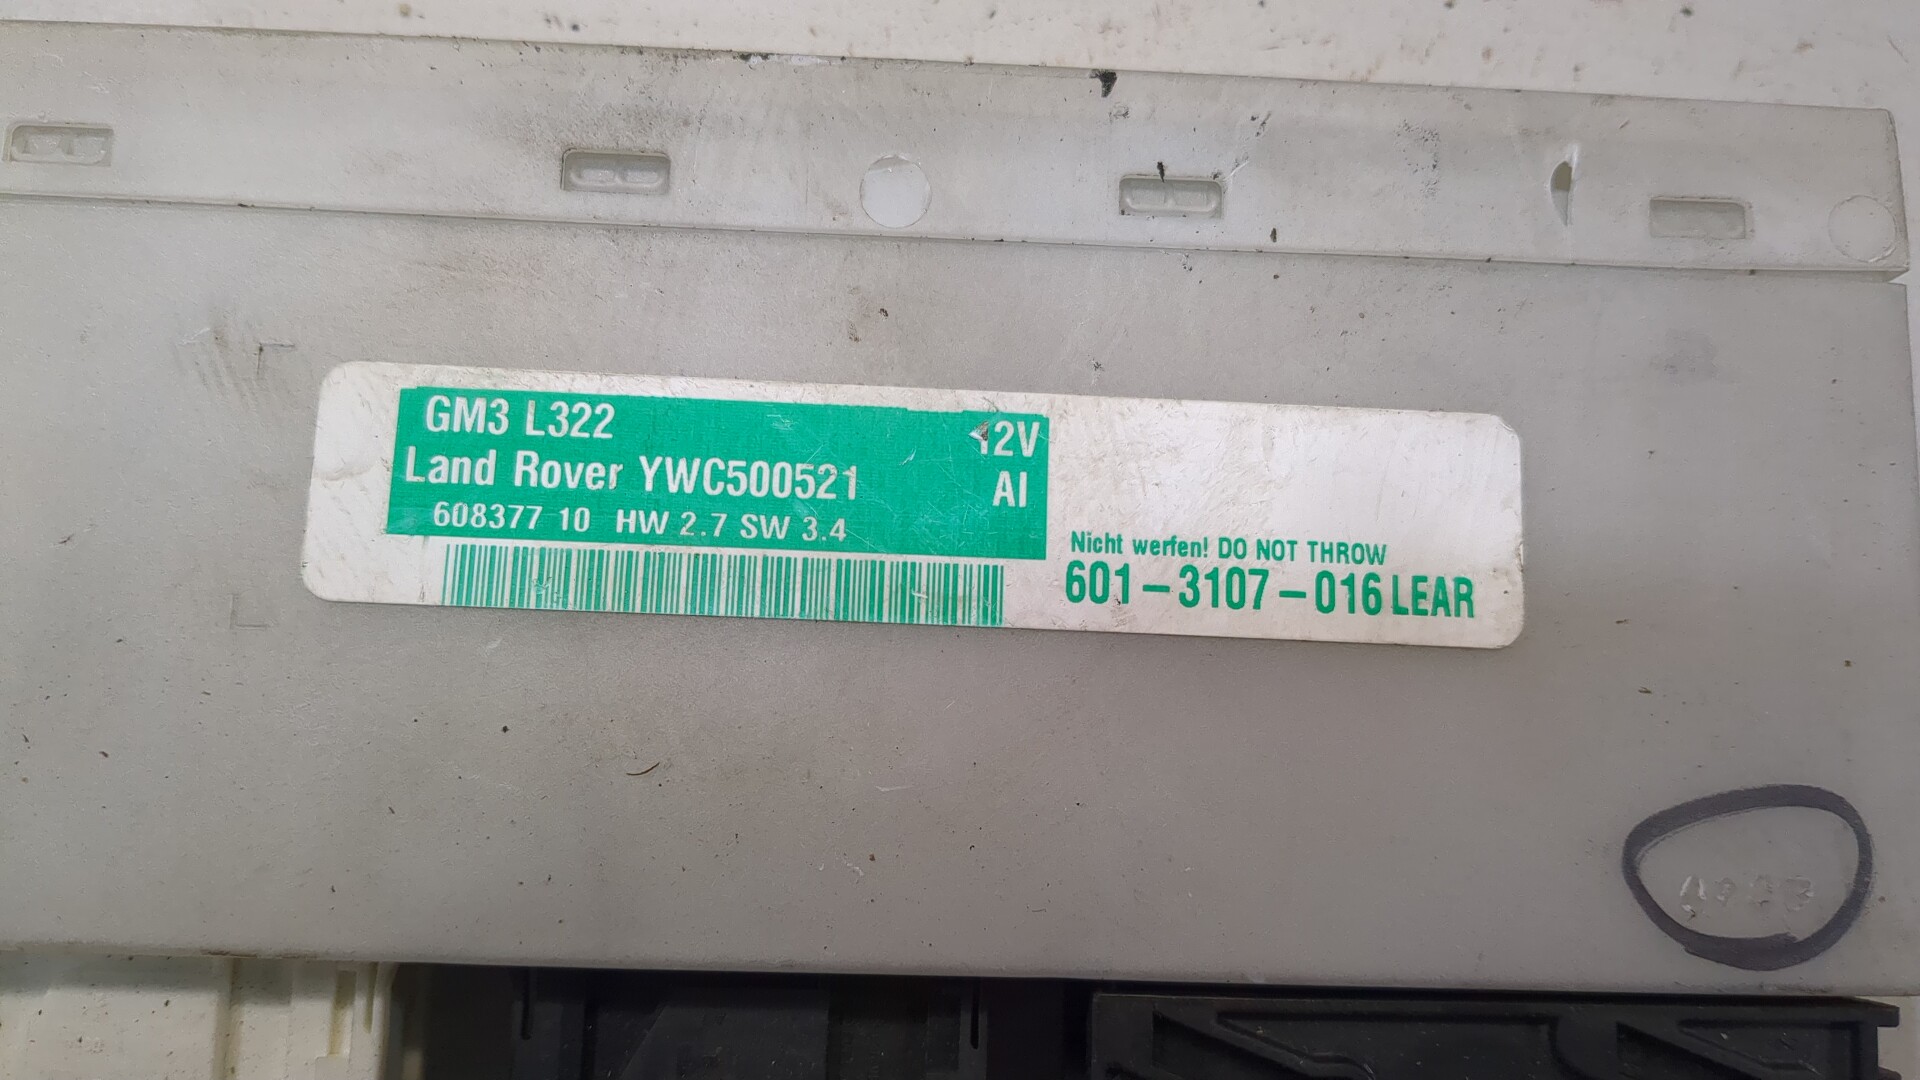 GM3 L322 12V
Land Rover YWC500521 AI
608377 10 HW 2.7 SW 3.4
Nicht werfen! DO NOT THROW
601-3107-016 LEAR